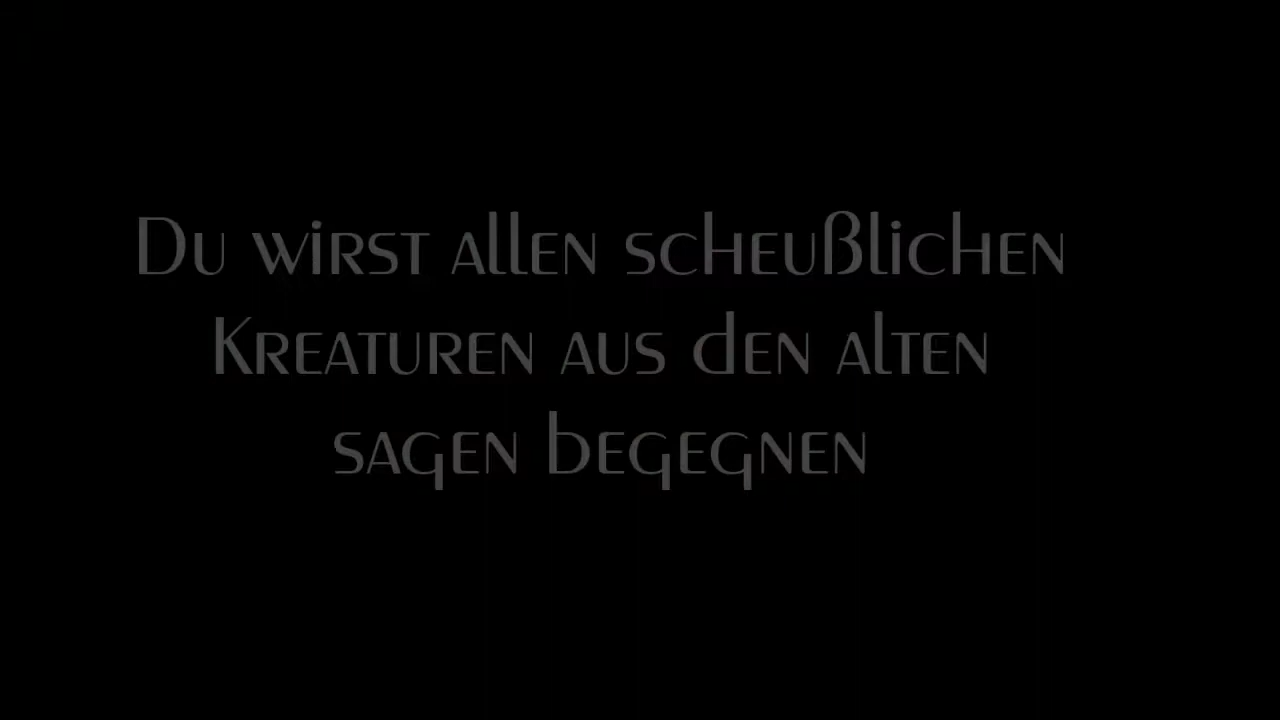 Du wirst allen scheußlichen
Kreaturen aus den alten
sagen begegnen